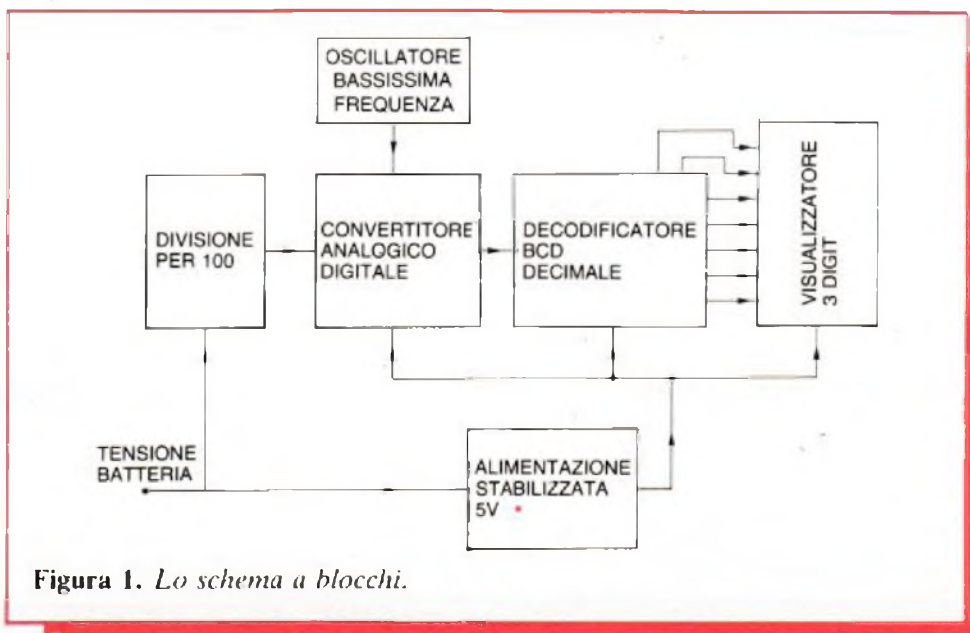 OSCILLATORE
BASSISSIMA
FREQUENZA
DIVISIONE
PER 100
CONVERTITORE
ANALOGICO
DIGITALE
DECODIFICATORE
BCD
DECIMALE
VISUALIZZATORE
3 DIGIT
TENSIONE
BATTERIA
ALIMENTAZIONE
STABILIZZATA
5V
Figura 1. Lo schema a blocchi.